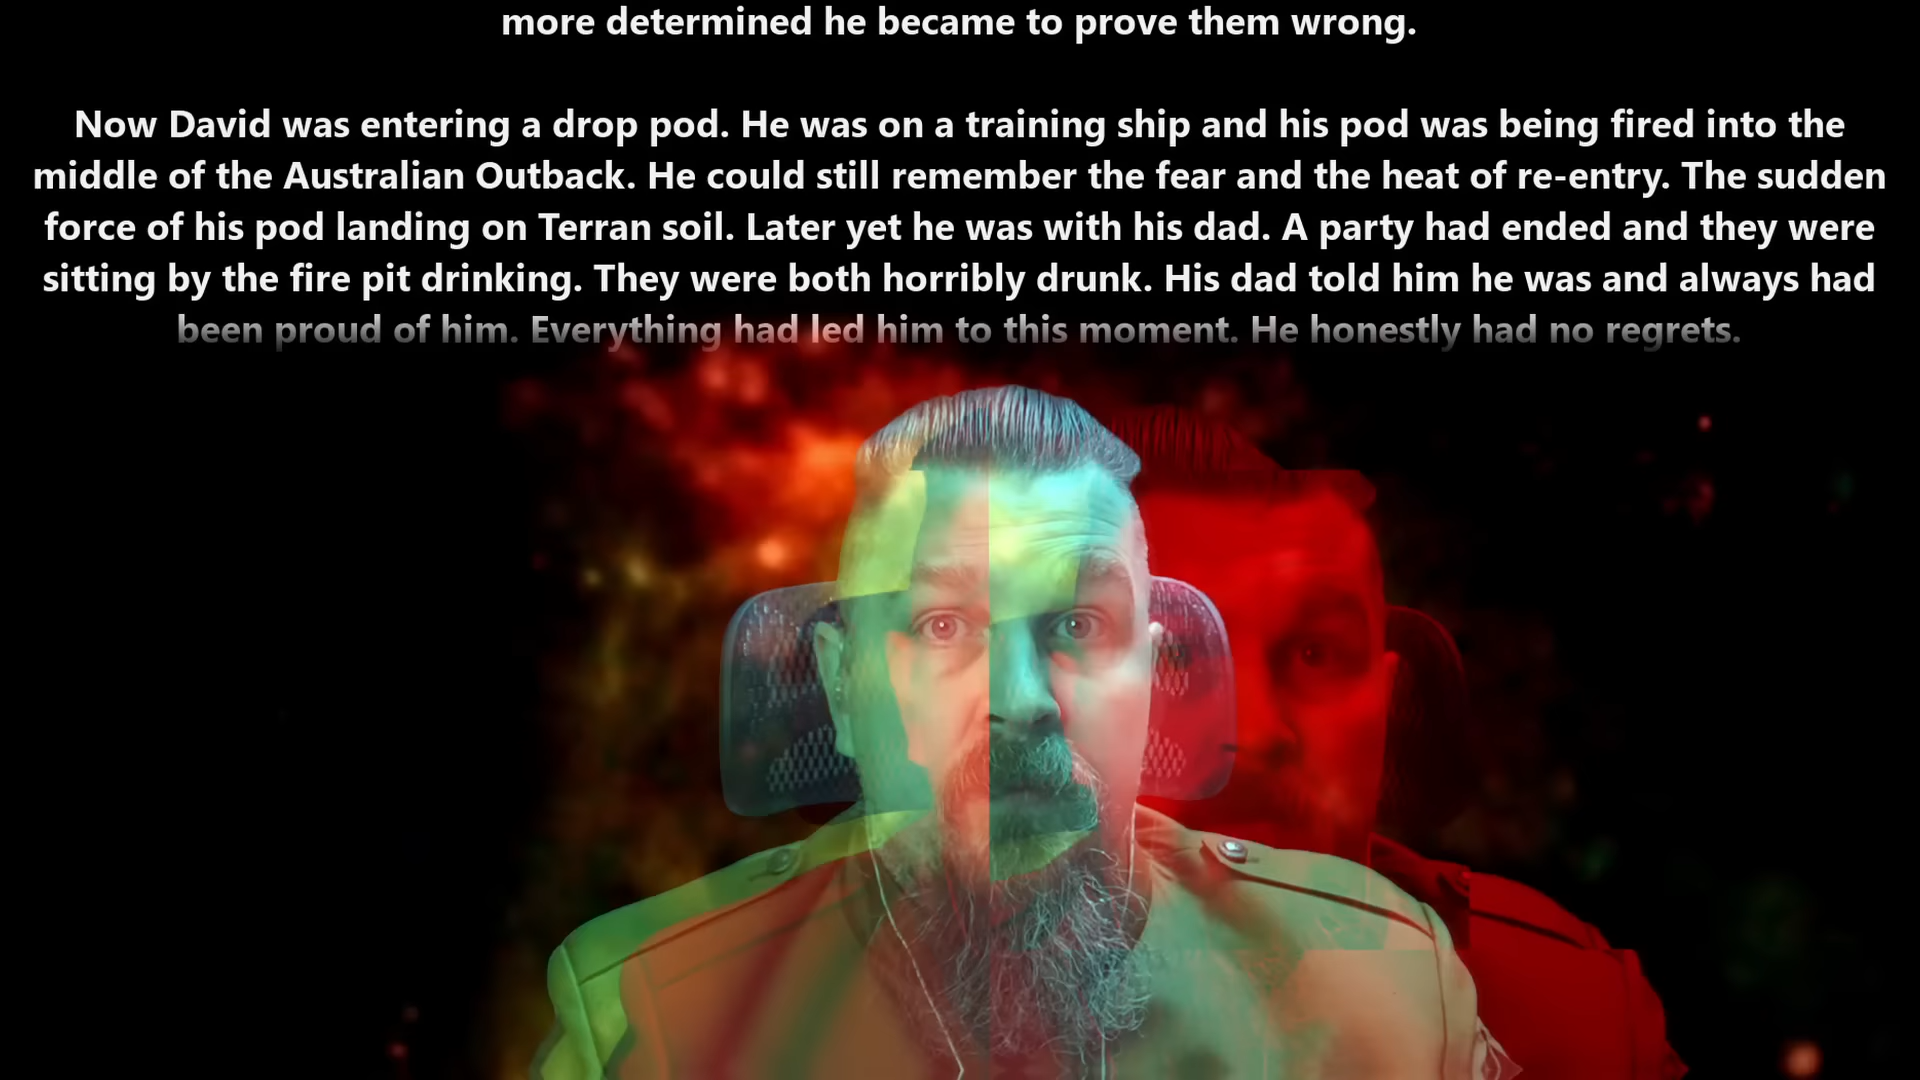 more determined he became to prove them wrong.
Now David was entering a drop pod. He was on a training ship and his pod was being fired into the
middle of the Australian Outback. He could still remember the fear and the heat of re-entry. The sudden
force of his pod landing on Terran soil. Later yet he was with his dad. A party had ended and they were
sitting by the fire pit drinking. They were both horribly drunk. His dad told him he was and always had
been proud of him. Everything had led him to this moment. He honestly had no regrets.